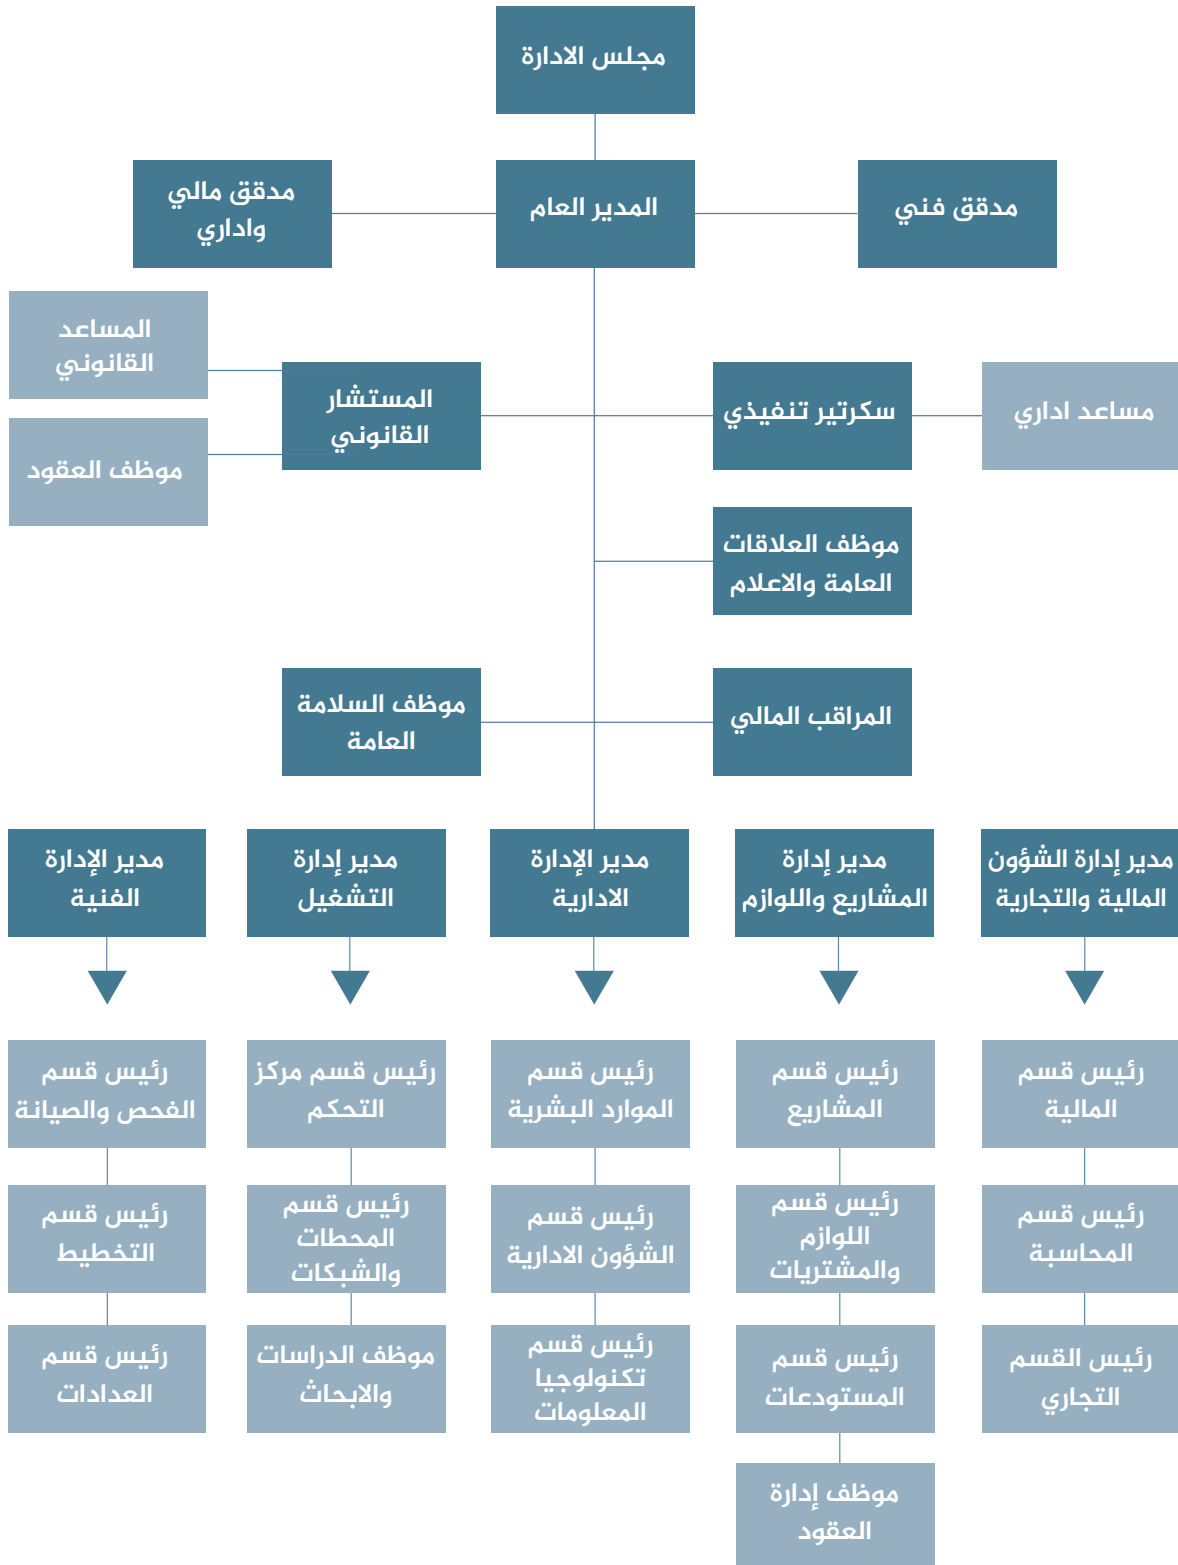 مجلس الادارة
مدقق فني
المدير العام
مدقق مالي
واداري
المساعد
القانوني
مساعد اداري
سكرتير تنفيذي
المستشار
القانوني
موظف العقود
موظف العلاقات
العامة والاعلام
المراقب المالي
موظف السلامة
العامة
مدير إدارة الشؤون
المالية والتجارية
مدير إدارة
المشاريع واللوازم
مدير الإدارة
الادارية
مدير إدارة
التشغيل
مدير الإدارة
الفنية
رئيس قسم
المالية
رئيس قسم
المشاريع
رئيس قسم
الموارد البشرية
رئيس قسم مركز
التحكم
رئيس قسم
الفحص والصيانة
رئيس قسم
المحاسبة
رئيس قسم
اللوازم
والمشتريات
رئيس قسم
الشؤون الادارية
رئيس قسم
المحطات
والشبكات
رئيس قسم
التخطيط
رئيس القسم
التجاري
رئيس قسم
المستودعات
رئيس قسم
تكنولوجيا
المعلومات
موظف الدراسات
والابحاث
رئيس قسم
العدادات
موظف إدارة
العقود